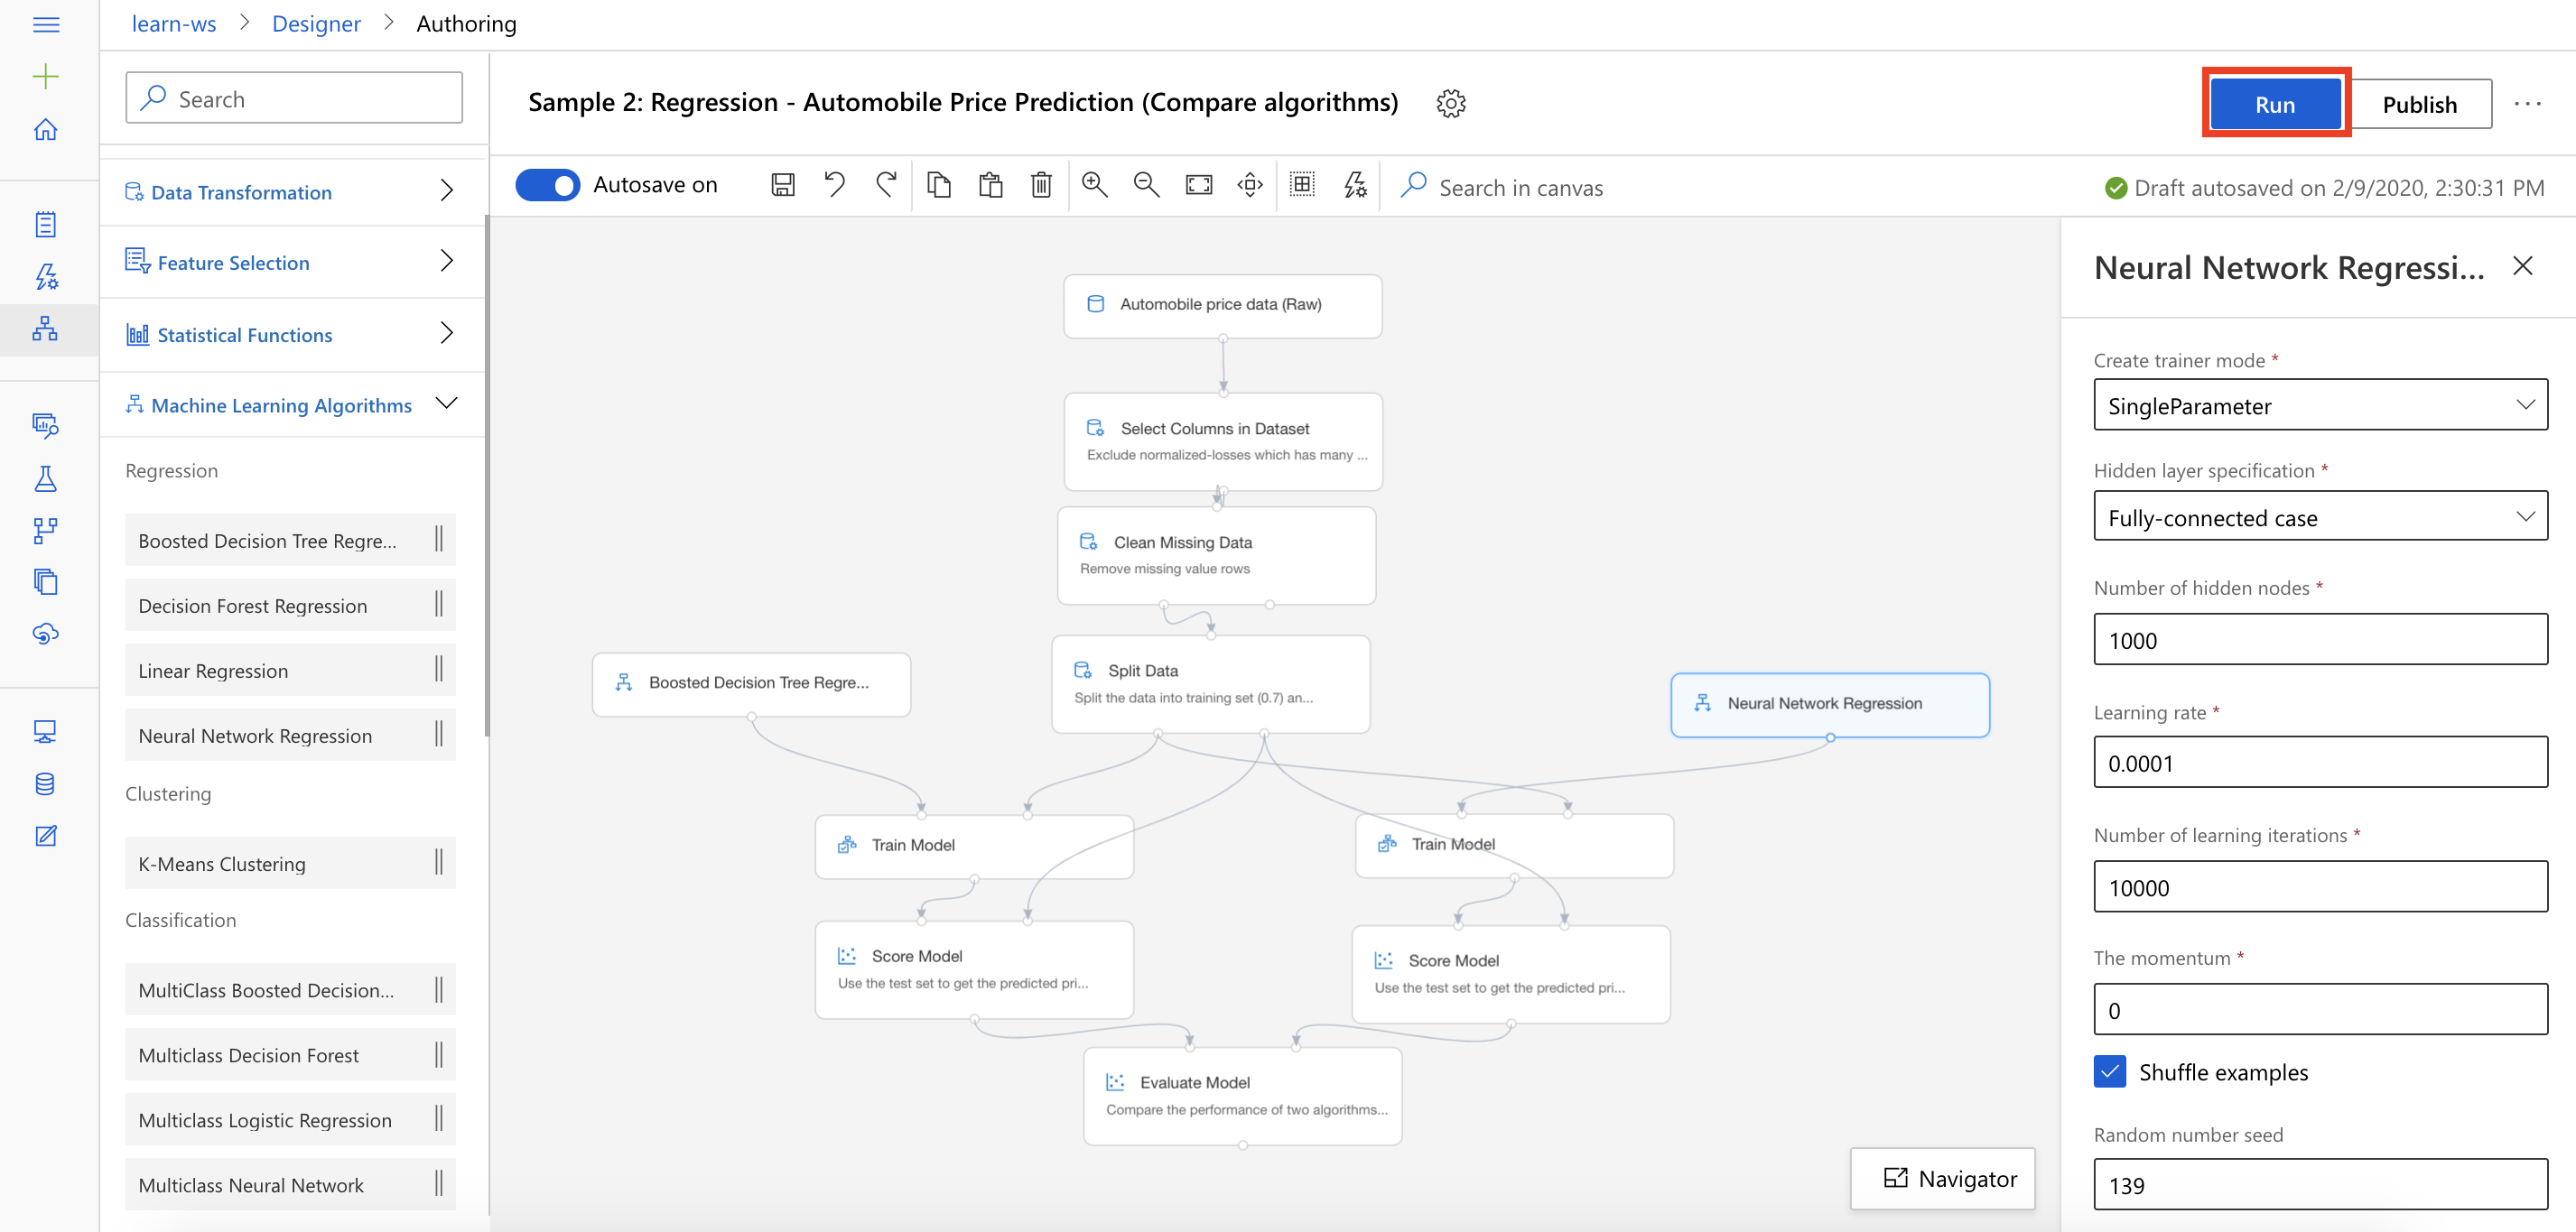 learn-ws > Designer > Authoring
Search
Data Transformation
Feature Selection
Statistical Functions
Machine Learning Algorithms
Regression
Boosted Decision Tree Regre...
Decision Forest Regression
Linear Regression
Neural Network Regression
Clustering
K-Means Clustering
Classification
MultiClass Boosted Decision...
Multiclass Decision Forest
Multiclass Logistic Regression
Multiclass Neural Network
Sample 2: Regression - Automobile Price Prediction (Compare algorithms)
Run
Publish
...
Autosave on
Search in canvas
Draft autosaved on 2/9/2020, 2:30:31 PM
Automobile price data (Raw)
Select Columns in Dataset
Exclude normalized-losses which has many ...
Clean Missing Data
Remove missing value rows
Split Data
Split the data into training set (0.7) an...
Boosted Decision Tree Regre...
Neural Network Regression
Train Model
Train Model
Score Model
Use the test set to get the predicted pri...
Score Model
Use the test set to get the predicted pri...
Evaluate Model
Compare the performance of two algorithms...
Navigator
Neural Network Regressi...
Create trainer mode *
SingleParameter
Hidden layer specification *
Fully-connected case
Number of hidden nodes *
1000
Learning rate *
0.0001
Number of learning iterations *
10000
The momentum *
0
Shuffle examples
Random number seed
139